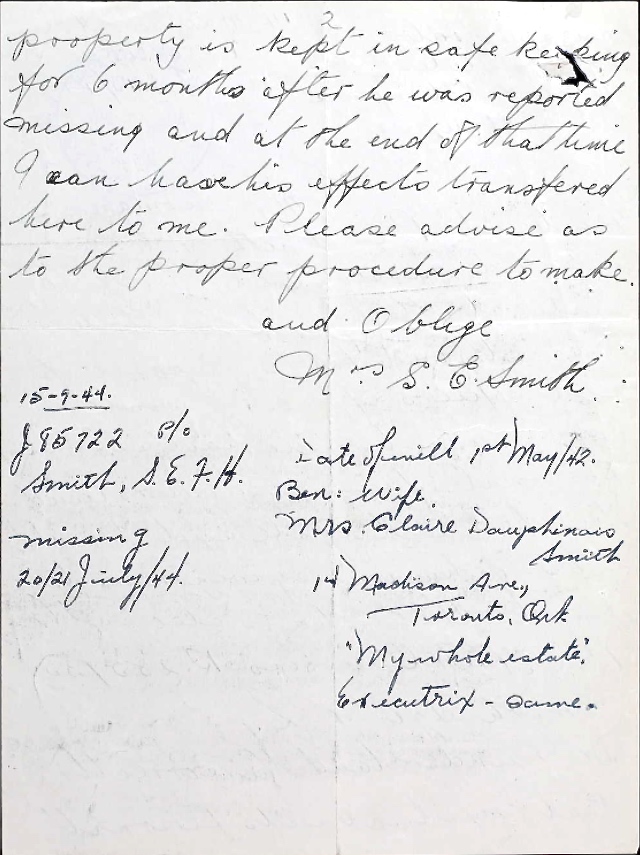 2
property is kept in safe keeping
for 6 months after he was reported
missing and at the end of that time
I can have his effects transferred
here to me. Please advise as
to the proper procedure to make.
and Oblige
Mrs S. E. Smith
15-9-44.
J95722 P/o
Smith, S. E. F. H.
missing
20/21 July/44.
Date of will 1st May/42.
Ben: Wife.
Mrs. Claire Dauphinais
Smith
Madison Ave.,
Toronto, Ont
"My whole estate".
Executrix - same.